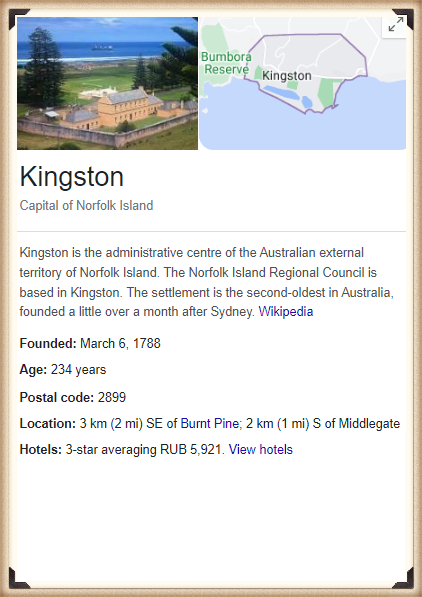 Bumbora
Reserve
Kingston
Kingston
Capital of Norfolk Island
Kingston is the administrative centre of the Australian external
territory of Norfolk Island. The Norfolk Island Regional Council is
based in Kingston. The settlement is the second-oldest in Australia,
founded a little over a month after Sydney. Wikipedia
Founded: March 6, 1788
Age: 234 years
Postal code: 2899
Location: 3 km (2 mi) SE of Burnt Pine; 2 km (1 mi) S of Middlegate
Hotels: 3-star averaging RUB 5,921. View hotels